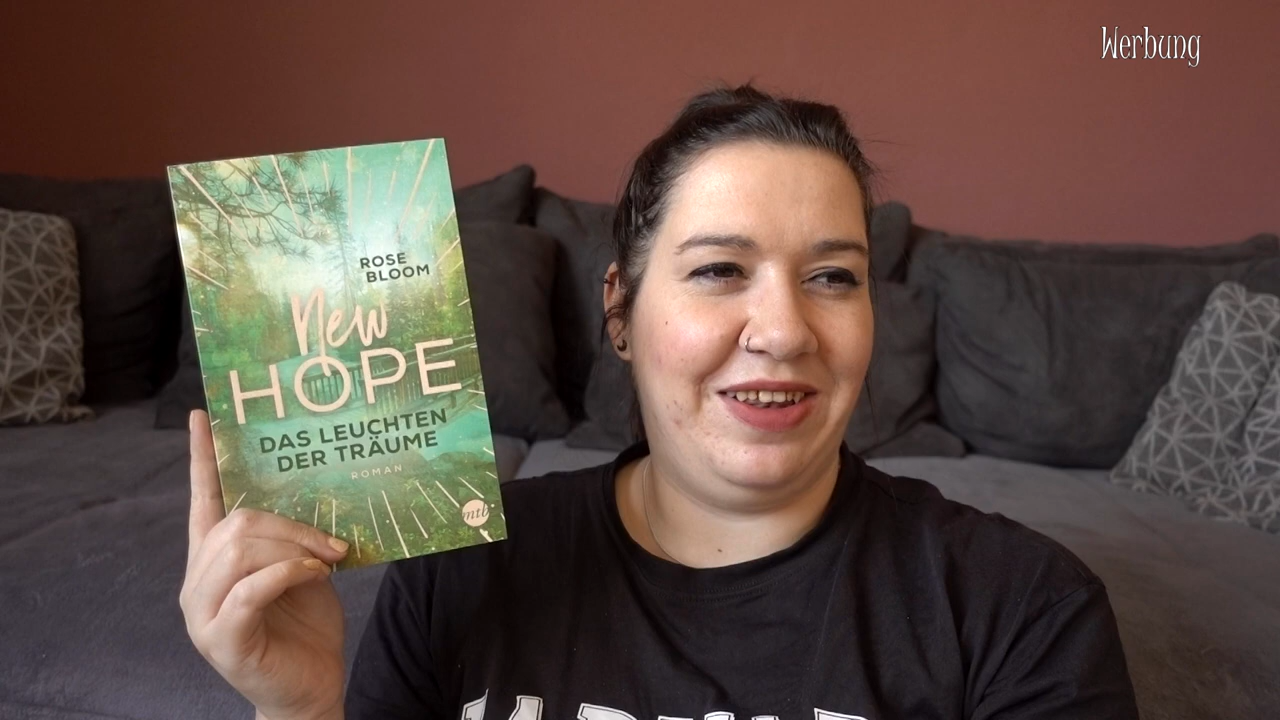 Werbung
ROSE
BLOOM
New
HOPE
DAS LEUCHTEN
DER TRÄUME
ROMAN
mtb